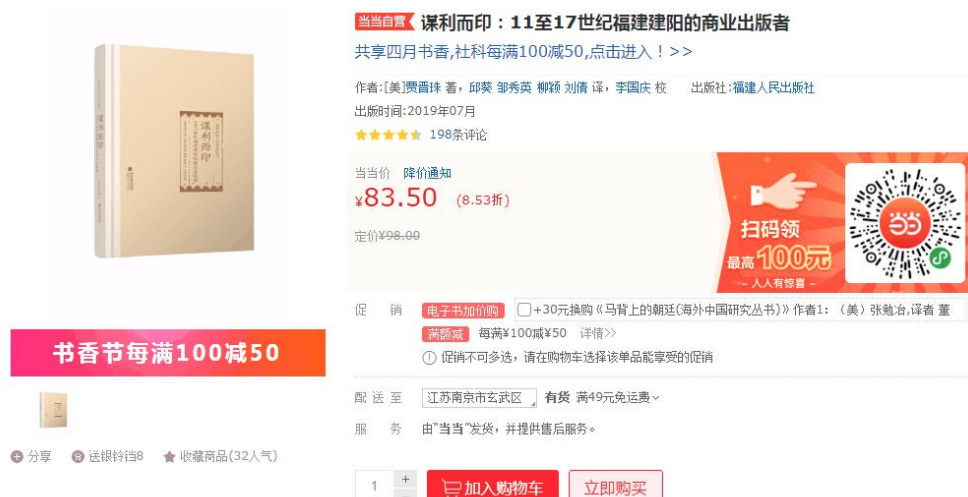 当当自营 谋利而印：11至17世纪福建建阳的商业出版者
共享四月书香,社科每满100减50,点击进入！>>
作者:[美]贾晋珠 著，邱葵 邹秀英 柳颖 刘倩 译，李国庆 校 出版社:福建人民出版社
出版时间:2019年07月
198条评论
当当价 降价通知
¥83.50 (8.53折)
定价¥98.00
扫码领
最高100元
- 人人有惊喜 -
当当
谋利而印
促 销 电子书加价购 +30元换购《马背上的朝廷(海外中国研究丛书)》作者1：（美）张勉冶,译者 董
满额减 每满¥100减¥50 详情>>
促销不可多选，请在购物车选择该单品能享受的促销
书香节每满100减50
配 送 至 江苏南京市玄武区 有货 满49元免运费
服 务 由"当当"发货，并提供售后服务。
分享 送银铃铛8 收藏商品(32人气)
1 + 加入购物车 立即购买